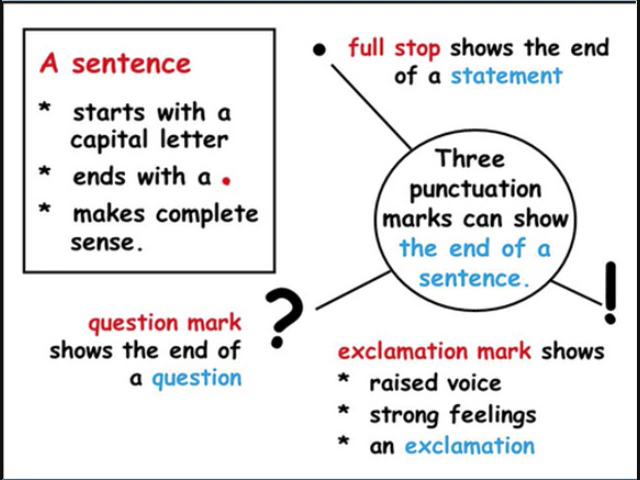 A sentence
* starts with a
capital letter
* ends with a .
* makes complete
sense.
• full stop shows the end
of a statement
Three
punctuation
marks can show
the end of a
sentence.
?
question mark
shows the end of
a question
!
exclamation mark shows
* raised voice
* strong feelings
* an exclamation